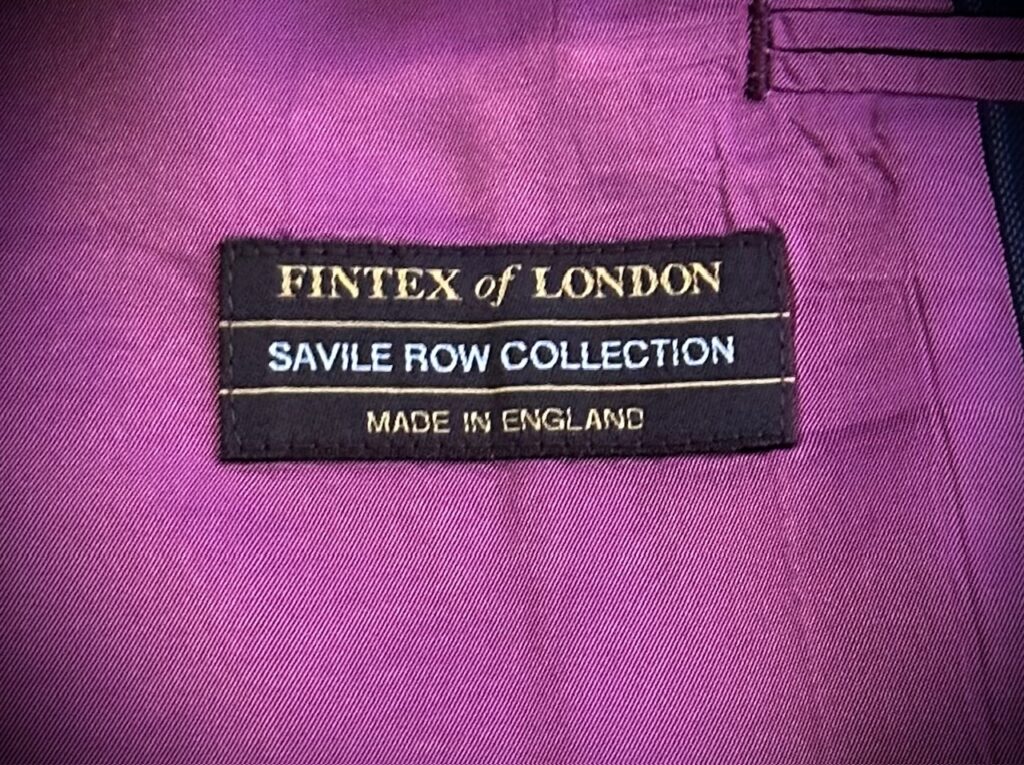 FINTEX of LONDON
SAVILE ROW COLLECTION
MADE IN ENGLAND